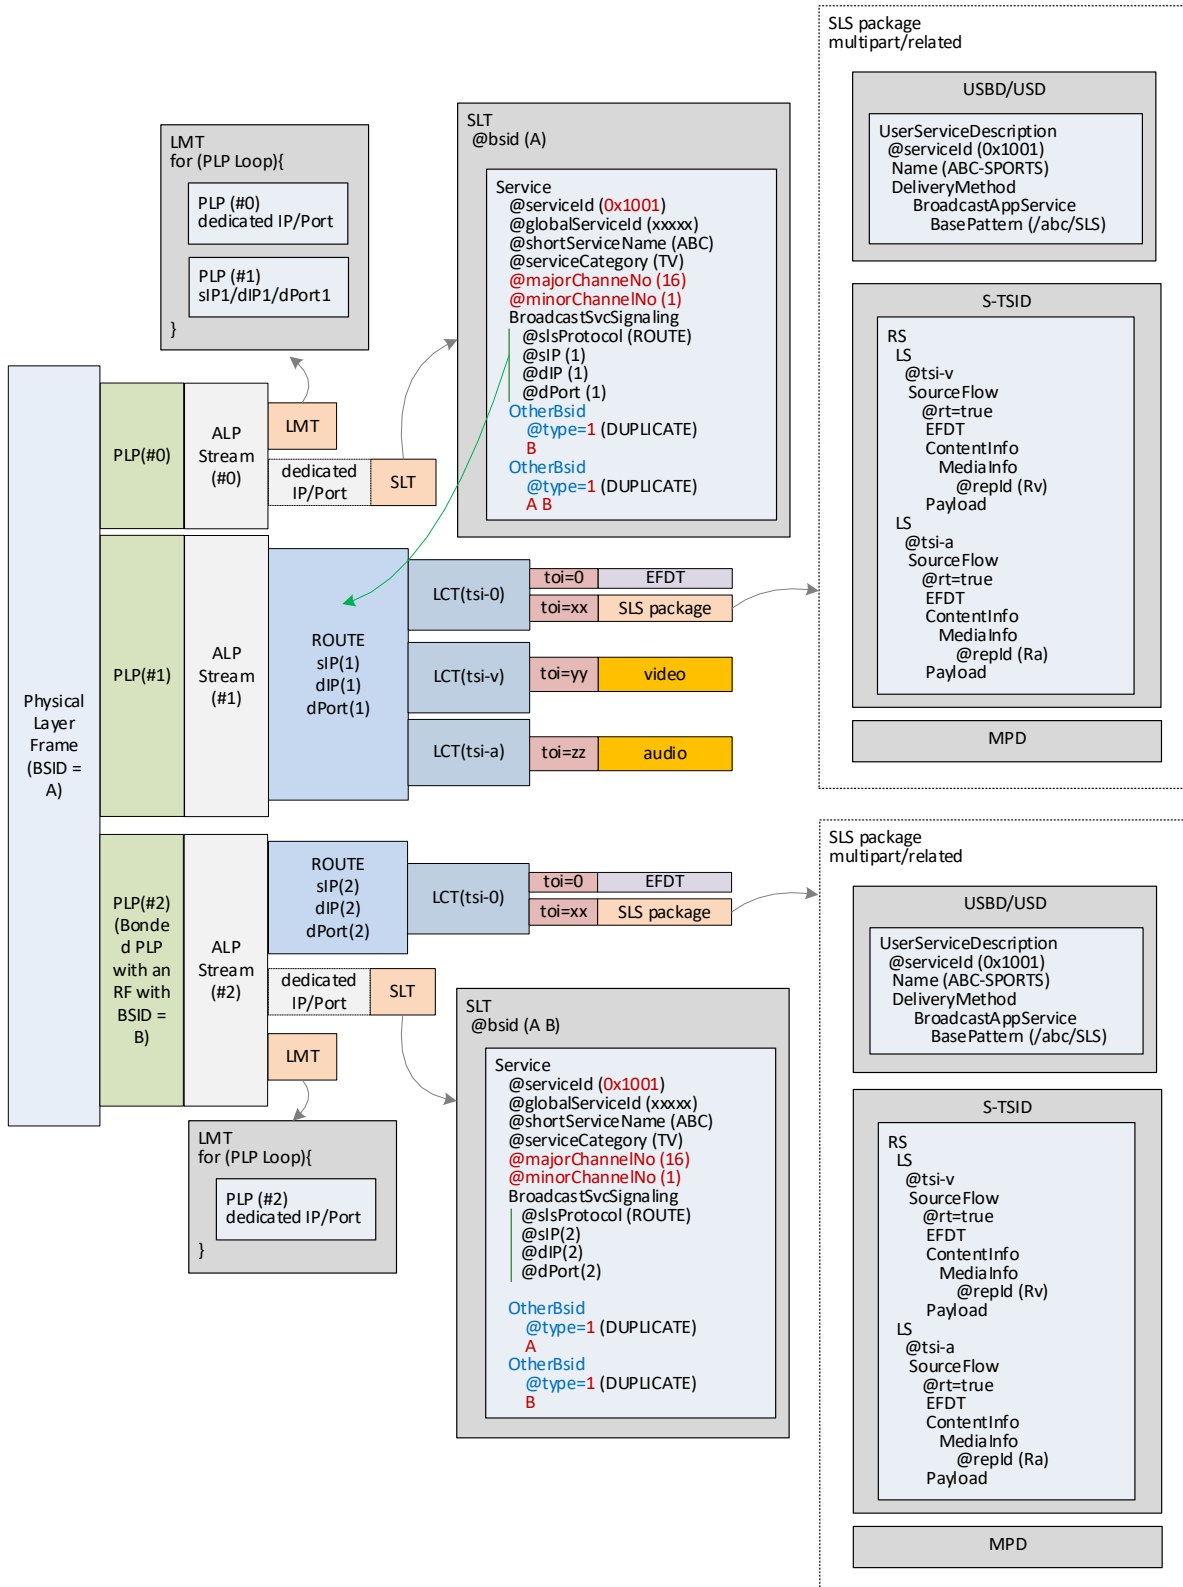 SLS package
multipart/related
USBD/USD
UserServiceDescription
@serviceId (0x1001)
Name (ABC-SPORTS)
DeliveryMethod
BroadcastAppService
BasePattern (/abc/SLS)
S-TSID
RS
LS
@tsi-v
SourceFlow
@rt=true
EFDT
ContentInfo
MediaInfo
@repId (Rv)
Payload
LS
@tsi-a
SourceFlow
@rt=true
EFDT
ContentInfo
MediaInfo
@repId (Ra)
Payload
MPD
LMT
for (PLP Loop){
PLP (#0)
dedicated IP/Port
PLP (#1)
sIP1/dIP1/dPort1
}
SLT
@bsid (A)
Service
@serviceId (0x1001)
@globalServiceId (xxxxx)
@shortServiceName (ABC)
@serviceCategory (TV)
@majorChanneNo (16)
@minorChannelNo (1)
BroadcastSvcSignaling
@slsProtocol (ROUTE)
@sIP (1)
@dIP (1)
@dPort (1)
OtherBsid
@type=1 (DUPLICATE)
B
OtherBsid
@type=1 (DUPLICATE)
A B
Physical
Layer
Frame
(BSID =
A)
PLP(#0)
ALP
Stream
(#0)
LMT
dedicated
IP/Port
SLT
PLP(#1)
ALP
Stream
(#1)
ROUTE
sIP(1)
dIP(1)
dPort(1)
LCT(tsi-0)
toi=0
EFDT
toi=xx
SLS package
LCT(tsi-v)
toi=yy
video
LCT(tsi-a)
toi=zz
audio
PLP(#2)
(Bonde
d PLP
with an
RF with
BSID =
B)
ALP
Stream
(#2)
ROUTE
sIP(2)
dIP(2)
dPort(2)
LCT(tsi-0)
toi=0
EFDT
toi=xx
SLS package
dedicated
IP/Port
SLT
LMT
LMT
for (PLP Loop){
PLP (#2)
dedicated IP/Port
}
SLT
@bsid (A B)
Service
@serviceId (0x1001)
@globalServiceId (xxxxx)
@shortServiceName (ABC)
@serviceCategory (TV)
@majorChannelNo (16)
@minorChannelNo (1)
BroadcastSvcSignaling
@slsProtocol (ROUTE)
@sIP(2)
@dIP(2)
@dPort(2)
OtherBsid
@type=1 (DUPLICATE)
A
OtherBsid
@type=1 (DUPLICATE)
B
SLS package
multipart/related
USBD/USD
UserServiceDescription
@serviceId (0x1001)
Name (ABC-SPORTS)
DeliveryMethod
BroadcastAppService
BasePattern (/abc/SLS)
S-TSID
RS
LS
@tsi-v
SourceFlow
@rt=true
EFDT
ContentInfo
MediaInfo
@repId (Rv)
Payload
LS
@tsi-a
SourceFlow
@rt=true
EFDT
ContentInfo
MediaInfo
@repId (Ra)
Payload
MPD